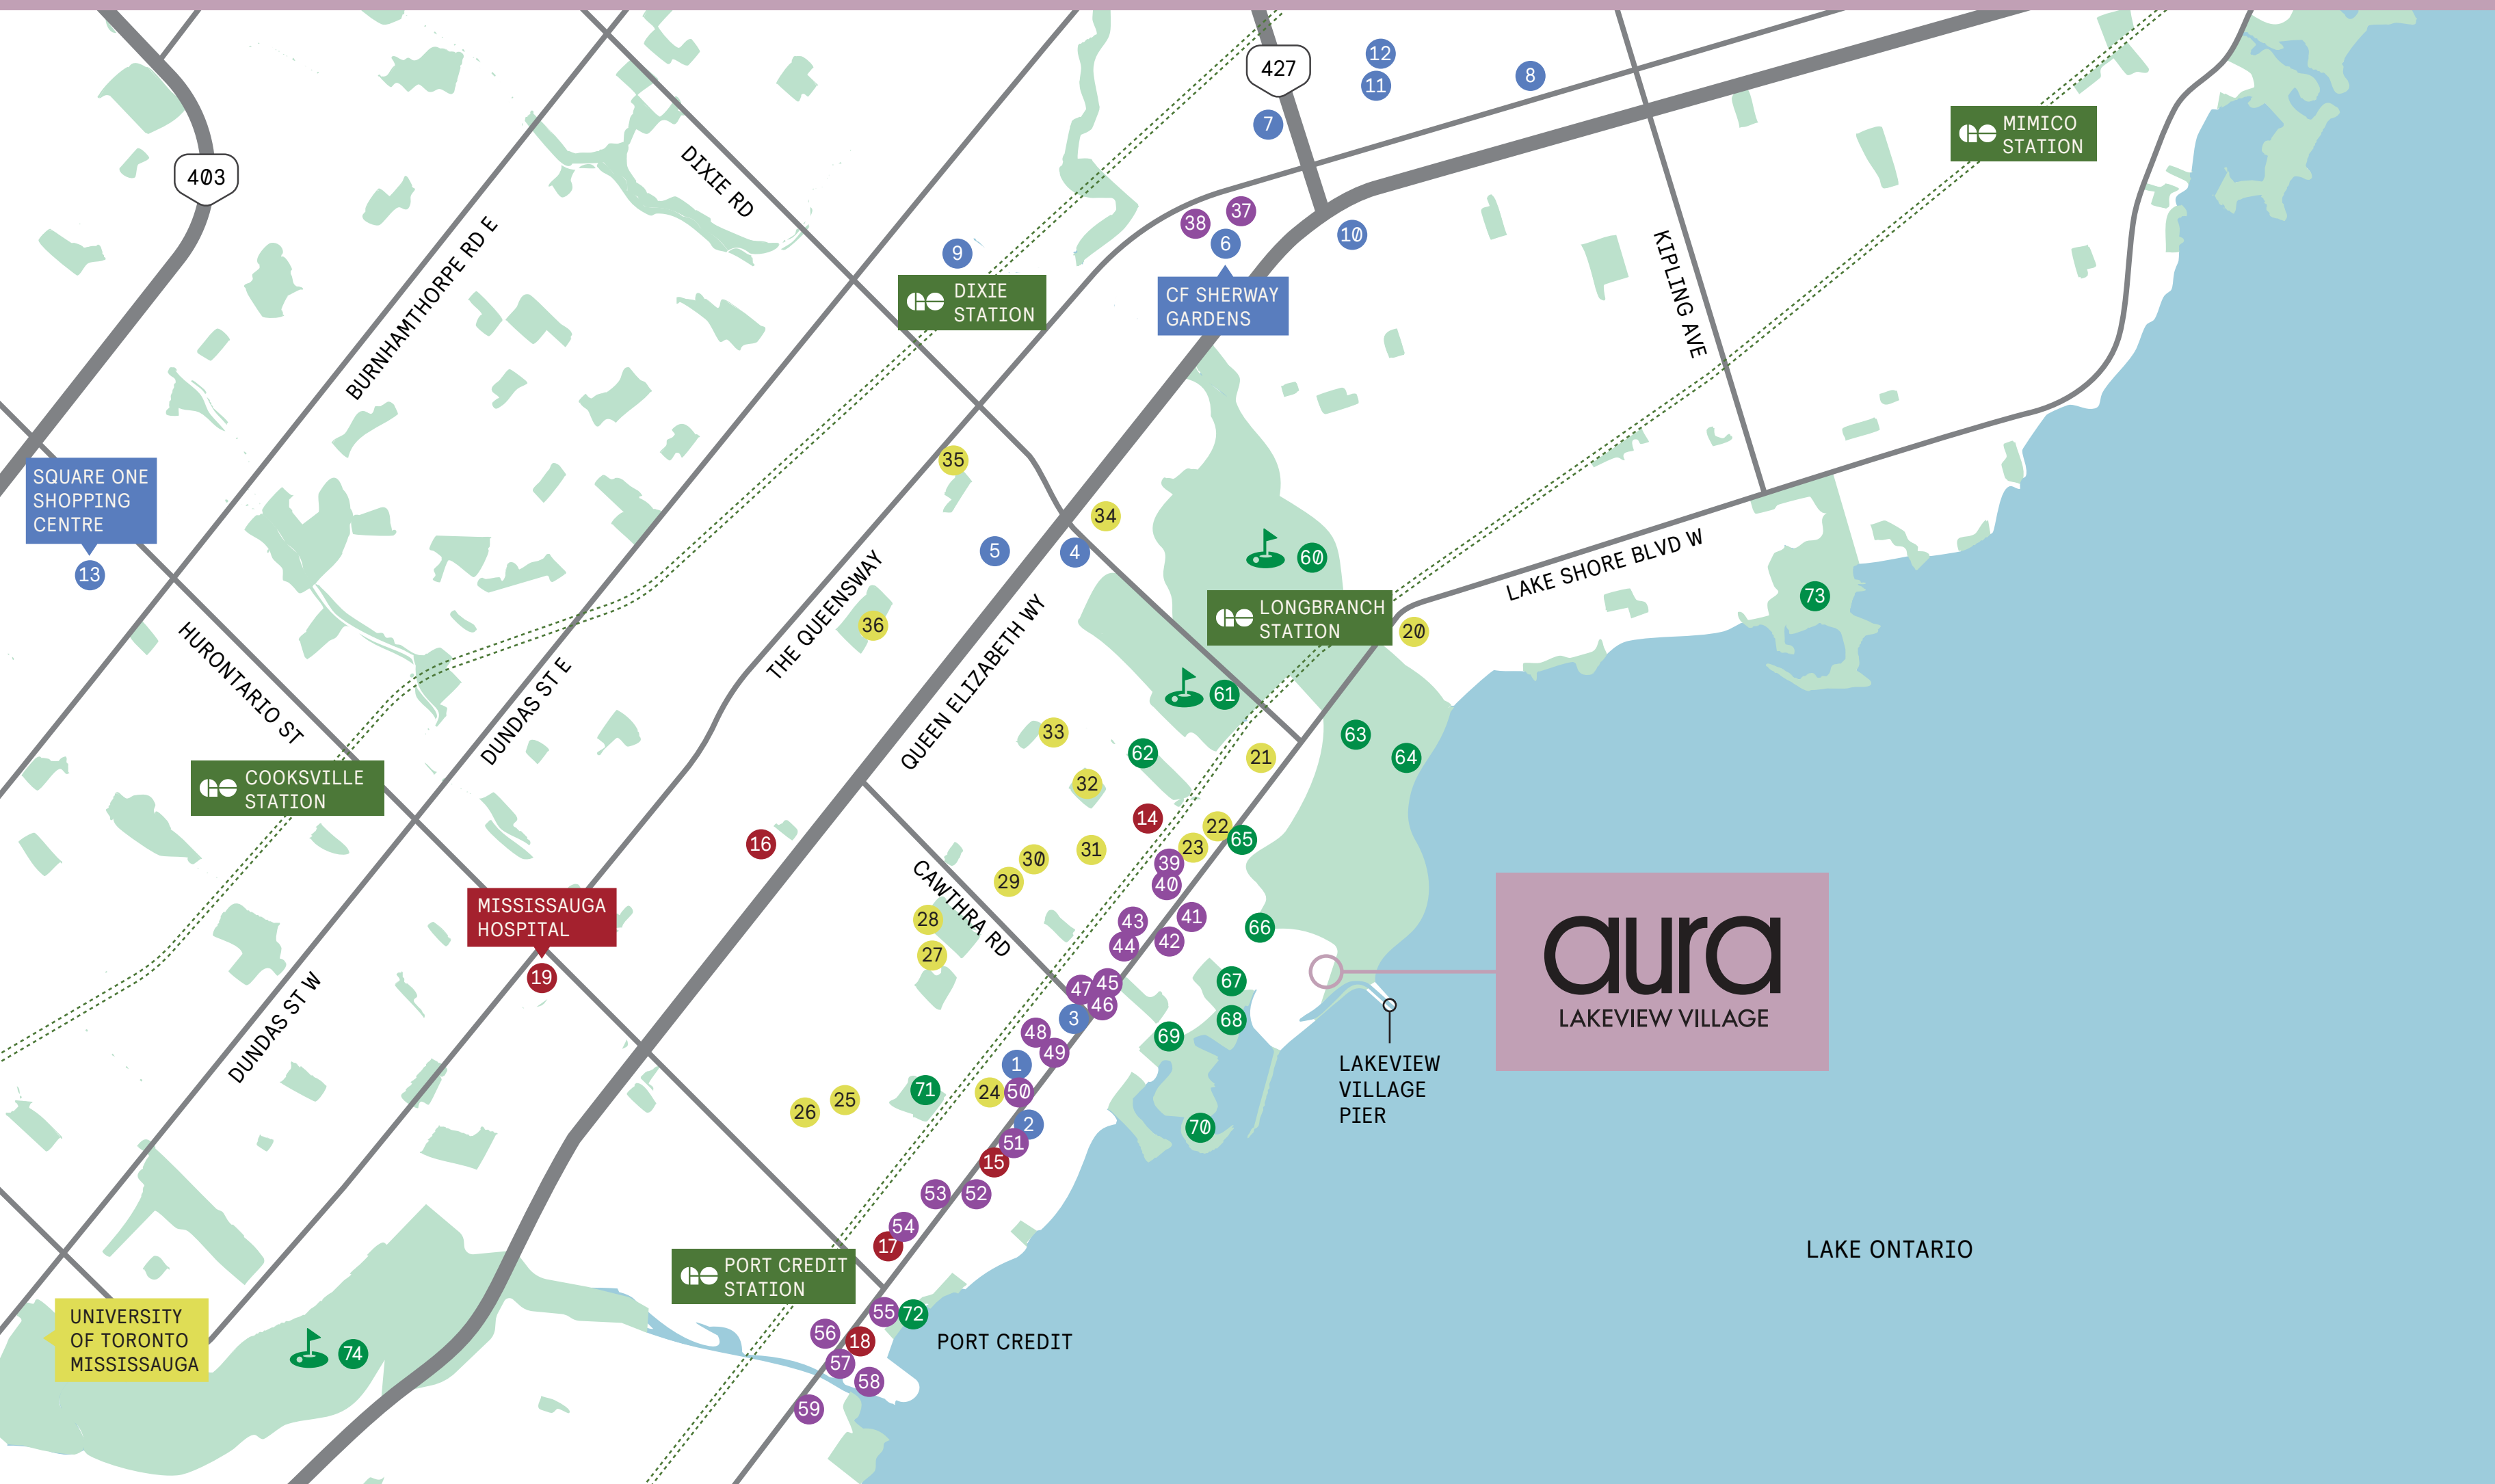 427
12
11
8
7
MIMICO
STATION
403
DIXIE RD
BURNHAMTHORPE RD E
38
37
6
10
9
DIXIE
STATION
CF SHERWAY
GARDENS
KIPLING AVE
35
34
5
4
SQUARE ONE
SHOPPING
CENTRE
13
60
LAKE SHORE BLVD W
73
LONGBRANCH
STATION
20
36
THE QUEENSWAY
QUEEN ELIZABETH WY
HURONTARIO ST
DUNDAS ST E
61
33
62
21
63
64
COOKSVILLE
STATION
32
14
16
22
65
23
31
30
29
39
40
CAWTHRA RD
MISSISSAUGA
HOSPITAL
19
28
27
43
41
44
42
66
aura
LAKEVIEW VILLAGE
DUNDAS ST W
47
45
46
67
3
68
48
49
69
1
LAKEVIEW
VILLAGE
PIER
71
24
50
25
26
2
51
70
15
53
52
54
17
LAKE ONTARIO
PORT CREDIT
STATION
UNIVERSITY
OF TORONTO
MISSISSAUGA
74
55
72
56
18
PORT CREDIT
57
58
59